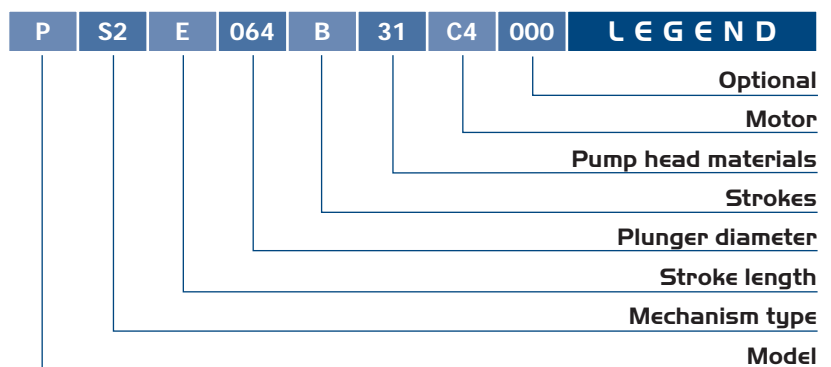 P S2 E 064 B 31 C4 000 LEGEND
Optional
Motor
Pump head materials
Strokes
Plunger diameter
Stroke length
Mechanism type
Model